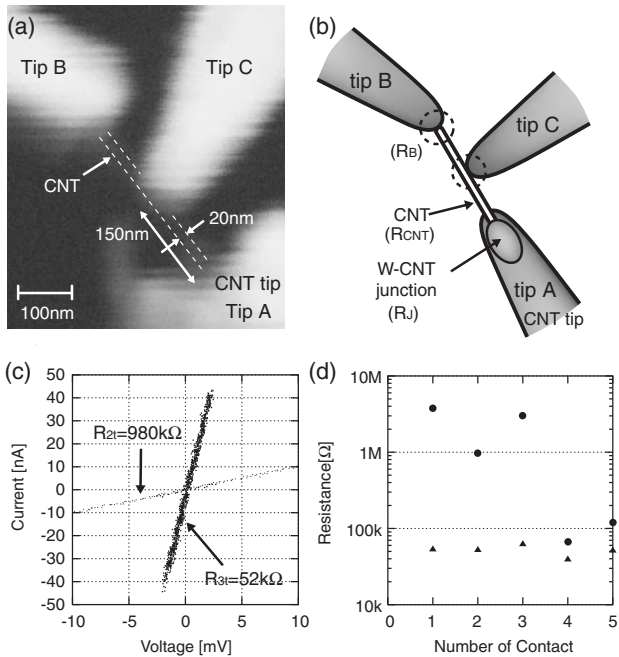 (a)
Tip B
Tip C
CNT
20nm
150nm
CNT tip
Tip A
100nm
(b)
tip B
tip C
(RB)
CNT
(RCNT)
W-CNT
junction
(RJ)
tip A
CNT tip
(c)
50
40
30
20
10
0
-10
-20
-30
-40
-50
Current [nA]
R2t=980kΩ
R3t=52kΩ
-10 -5 0 5 10
Voltage [mV]
(d)
10M
1M
100k
10k
Resistance[Ω]
0 1 2 3 4 5
Number of Contact